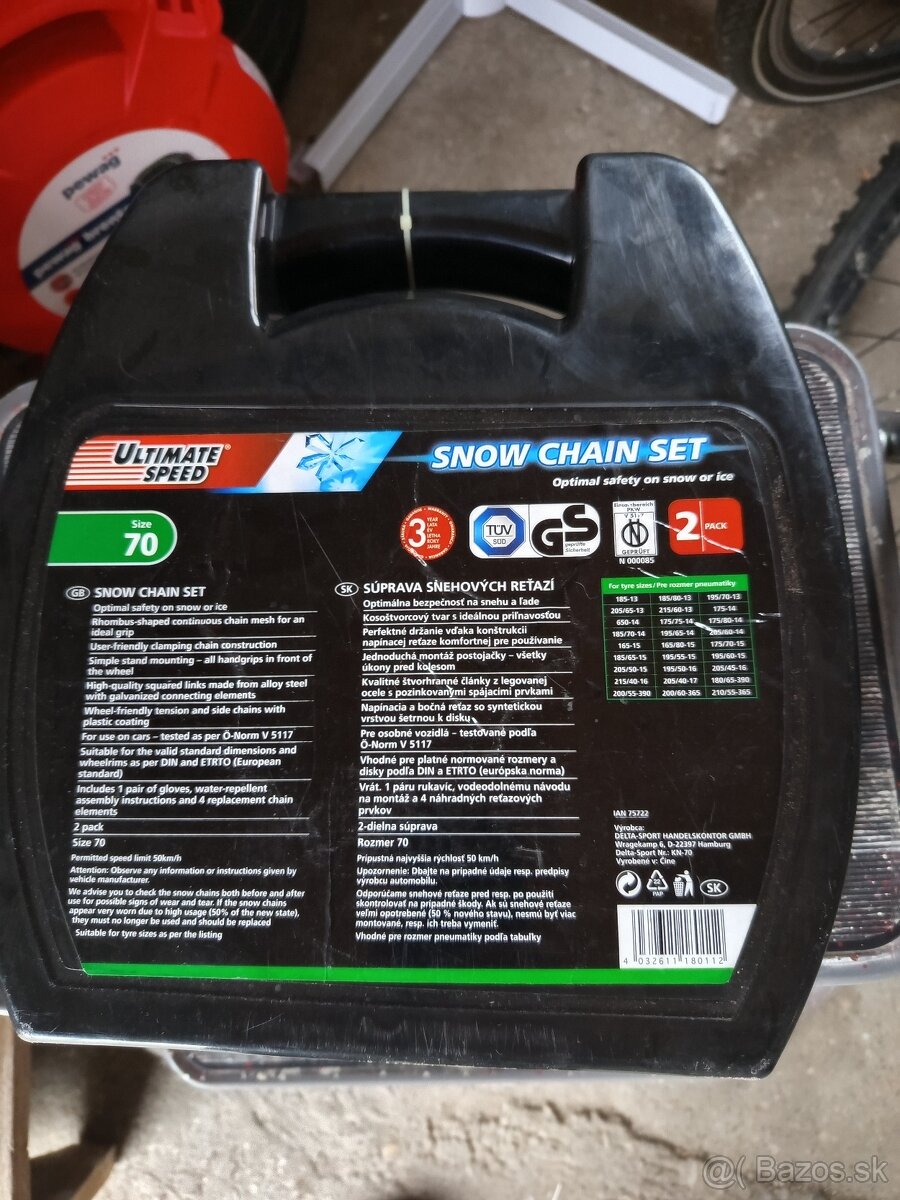 pewag
ULTIMATE
SPEED®
SNOW CHAIN SET
Optimal safety on snow or ice
Size
70
3
YEAR
LATA
ÉV
LETNA
ROKY
JAHRE
TÜV
SÜD
GS
geprüfte
Sicherheit
PKW
V 5117
N
GEPRÜFT
N 000085
2 PACK
GB SNOW CHAIN SET
Optimal safety on snow or ice
Rhombus-shaped continuous chain mesh for an
ideal grip
User-friendly clamping chain construction
Simple stand mounting – all handgrips in front of
the wheel
High-quality squared links made from alloy steel
with galvanized connecting elements
Wheel-friendly tension and side chains with
plastic coating
For use on cars – tested as per Ö-Norm V 5117
Suitable for the valid standard dimensions and
wheelrims as per DIN and ETRTO (European
standard)
Includes 1 pair of gloves, water-repellent
assembly instructions and 4 replacement chain
elements
2 pack
Size 70
Permitted speed limit 50km/h
Attention: Observe any information or instructions given by
vehicle manufacturer.
We advise you to check the snow chains both before and after
use for possible signs of wear and tear. If the snow chains
appear very worn due to high usage (50% of the new state),
they must no longer be used and should be replaced
Suitable for tyre sizes as per the listing
SK SÚPRAVA SNEHOVÝCH REŤAZÍ
Optimálna bezpečnosť na snehu a ľade
Kosoštvorcový tvar s ideálnou priľnavosťou
Perfektné držanie vďaka konštrukcii
napínacej reťaze komfortnej pre používanie
Jednoduchá montáž postojačky – všetky
úkony pred kolesom
Kvalitné štvorhranné články z legovanej
ocele s pozinkovanými spájacími prvkami
Napínacia a bočná reťaz so syntetickou
vrstvou šetrnou k disku
Pre osobné vozidlá – testované podľa
Ö-Norm V 5117
Vhodné pre platné normované rozmery a
disky podľa DIN a ETRTO (európska norma)
Vrát. 1 páru rukavíc, vodeodolnému návodu
na montáž a 4 náhradných reťazových
prvkov
2-dielna súprava
Rozmer 70
Prípustná najvyššia rýchlosť 50 km/h
Upozornenie: Dbajte na prípadné údaje resp. predpisy
výrobcu automobilu.
Odporúčame snehové reťaze pred resp. po použití
skontrolovať na prípadné škody. Ak sú snehové reťaze
veľmi opotrebené (50 % nového stavu), nesmú byť viac
montované, resp. ich treba vymeniť.
Vhodné pre rozmer pneumatiky podľa tabuľky
For tyre sizes/Pre rozmer pneumatiky
185-13 185/80-13 195/70-13
205/65-13 215/60-13 175-14
650-14 175/75-14 175/80-14
185/70-14 195/65-14 205/60-14
165-15 165/80-15 175/70-15
185/65-15 195/55-15 195/60-15
205/50-15 195/50-16 205/45-16
215/40-16 205/40-17 180/65-390
200/55-390 200/60-365 210/55-365
IAN 75722
Výrobca:
DELTA-SPORT HANDELSKONTOR GMBH
Wragekamp 6, D-22397 Hamburg
Delta-Sport Nr.: KN-70
Vyrobené v: Číne
PAP
SK
4 032611 180112
@( Bazos.sk